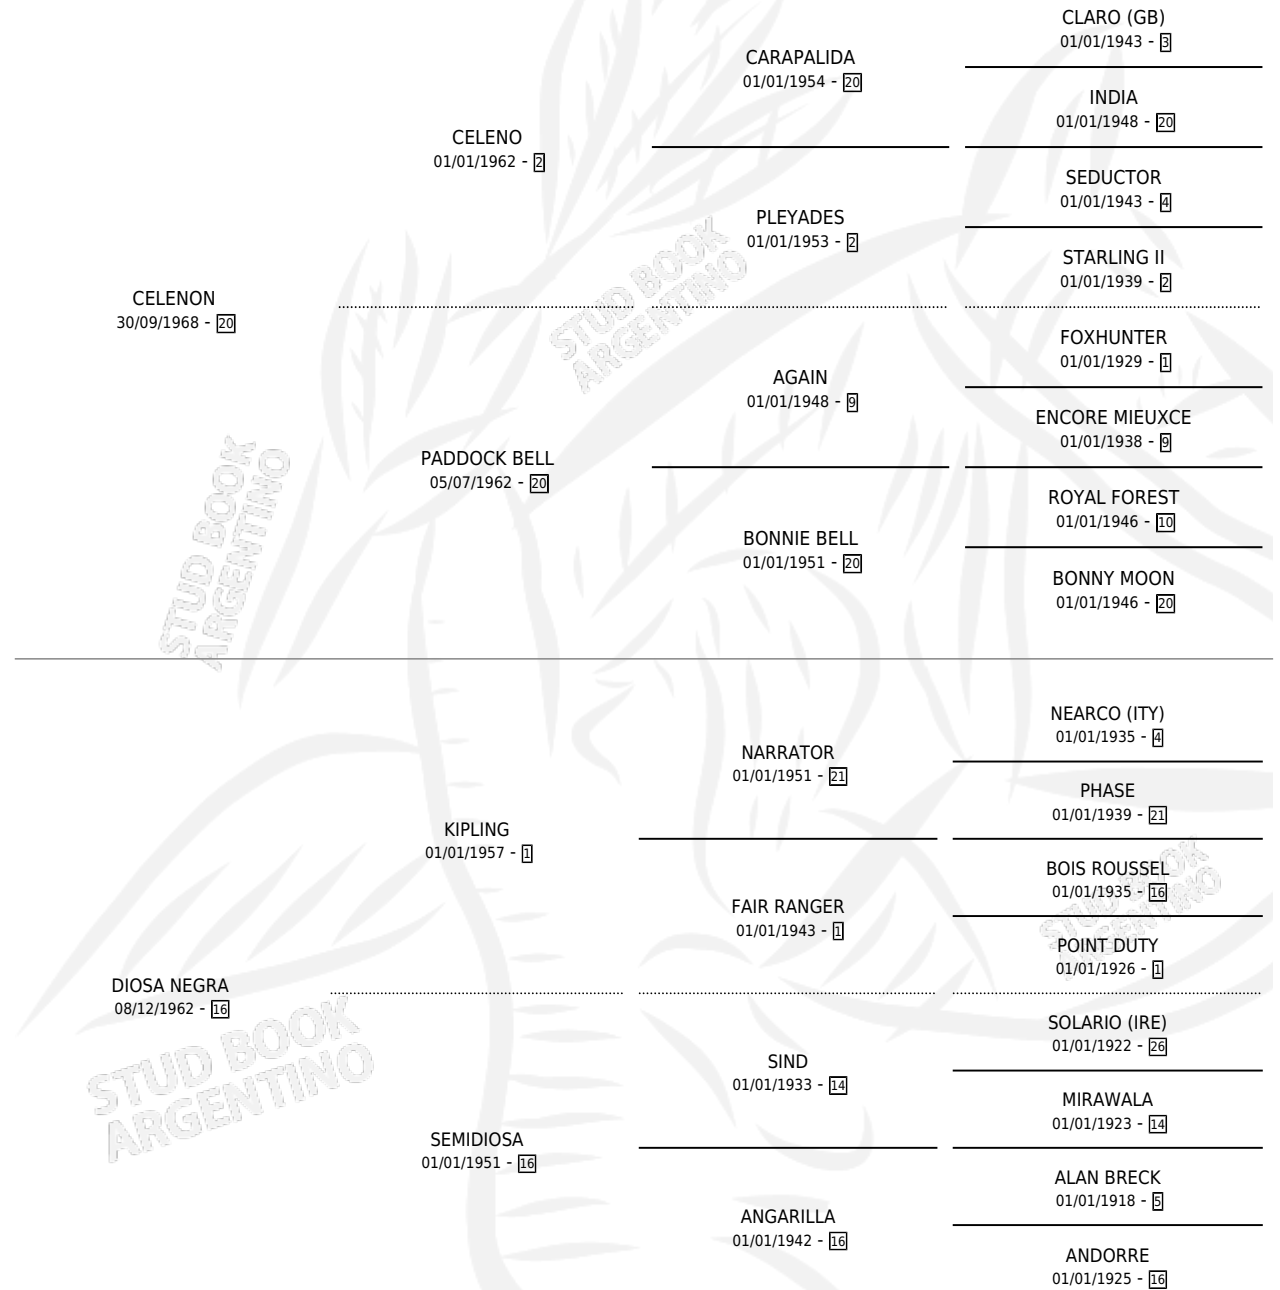 CLARO (GB)
01/01/1943 - 3
CARAPALIDA
01/01/1954 - 20
INDIA
01/01/1948 - 20
CELENO
01/01/1962 - 2
SEDUCTOR
01/01/1943 - 4
PLEYADES
01/01/1953 - 2
STARLING II
01/01/1939 - 2
CELENON
30/09/1968 - 20
FOXHUNTER
01/01/1929 - 1
AGAIN
01/01/1948 - 9
ENCORE MIEUXCE
01/01/1938 - 9
PADDOCK BELL
05/07/1962 - 20
ROYAL FOREST
01/01/1946 - 10
BONNIE BELL
01/01/1951 - 20
BONNY MOON
01/01/1946 - 20
STUD BOOK
ARGENTINO
STUD BOOK
ARGENTINO
NEARCO (ITY)
01/01/1935 - 4
NARRATOR
01/01/1951 - 21
PHASE
01/01/1939 - 21
KIPLING
01/01/1957 - 1
BOIS ROUSSEL
01/01/1935 - 16
FAIR RANGER
01/01/1943 - 1
POINT DUTY
01/01/1926 - 1
DIOSA NEGRA
08/12/1962 - 16
SOLARIO (IRE)
01/01/1922 - 26
SIND
01/01/1933 - 14
MIRAWALA
01/01/1923 - 14
SEMIDIOSA
01/01/1951 - 16
ALAN BRECK
01/01/1918 - 5
ANGARILLA
01/01/1942 - 16
ANDORRE
01/01/1925 - 16
STUD BOOK
ARGENTINO
STUD BOOK
ARGENTINO